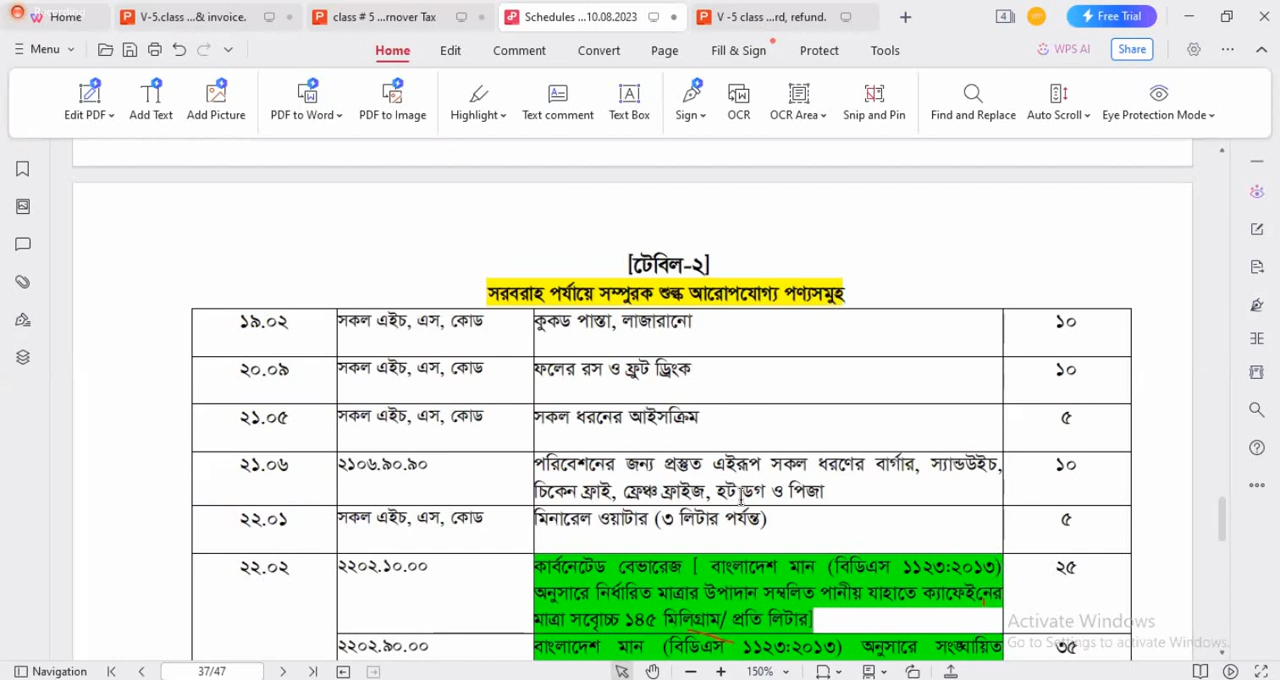 Recording
Home
V-5.class ...& invoice.
class # 5 ...rnover Tax
Schedules ...10.08.2023
V -5 class ...rd, refund.
4
Free Trial
Menu
Home Edit Comment Convert Page Fill & Sign Protect Tools
WPS AI Share
Edit PDF Add Text Add Picture PDF to Word PDF to Image Highlight Text comment Text Box Sign OCR OCR Area Snip and Pin Find and Replace Auto Scroll Eye Protection Mode
[টেবিল-২]
সরবরাহ পর্যায়ে সম্পুরক শুল্ক আরোপযোগ্য পণ্যসমুহ
১৯.০২ সকল এইচ, এস, কোড কুকড পাস্তা, লাজারানো ১০
২০.০৯ সকল এইচ, এস, কোড ফলের রস ও ফ্রুট ড্রিংক ১০
২১.০৫ সকল এইচ, এস, কোড সকল ধরনের আইসক্রিম ৫
২১.০৬ ২১০৬.৯০.৯০ পরিবেশনের জন্য প্রস্তুত এইরূপ সকল ধরণের বার্গার, স্যান্ডউইচ, ১০
চিকেন ফ্রাই, ফ্রেঞ্চ ফ্রাইজ, হট ডগ ও পিজা
২২.০১ সকল এইচ, এস, কোড মিনারেল ওয়াটার (৩ লিটার পর্যন্ত) ৫
২২.০২ ২২০২.১০.০০ কার্বনেটেড বেভারেজ [ বাংলাদেশ মান (বিডিএস ১১২৩:২০১৩) ২৫
অনুসারে নির্ধারিত মাত্রার উপাদান সম্বলিত পানীয় যাহাতে ক্যাফেইনের
মাত্রা সবোচ্চ ১৪৫ মিলিগ্রাম/ প্রতি লিটার]
২২০২.৯০.০০ বাংলাদেশ মান (বিডিএস ১১২৩:২০১৩) অনুসারে সংজ্ঞায়িত ৩৫
Activate Windows
Go to Settings to activate Windows.
Navigation
37/47
150%